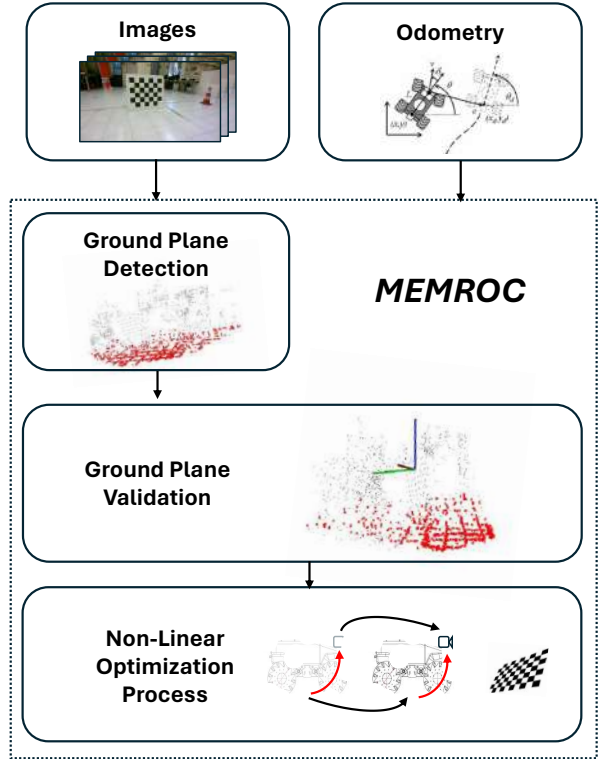 Images
Odometry
Ground Plane
Detection
MEMROC
Ground Plane
Validation
Non-Linear
Optimization
Process